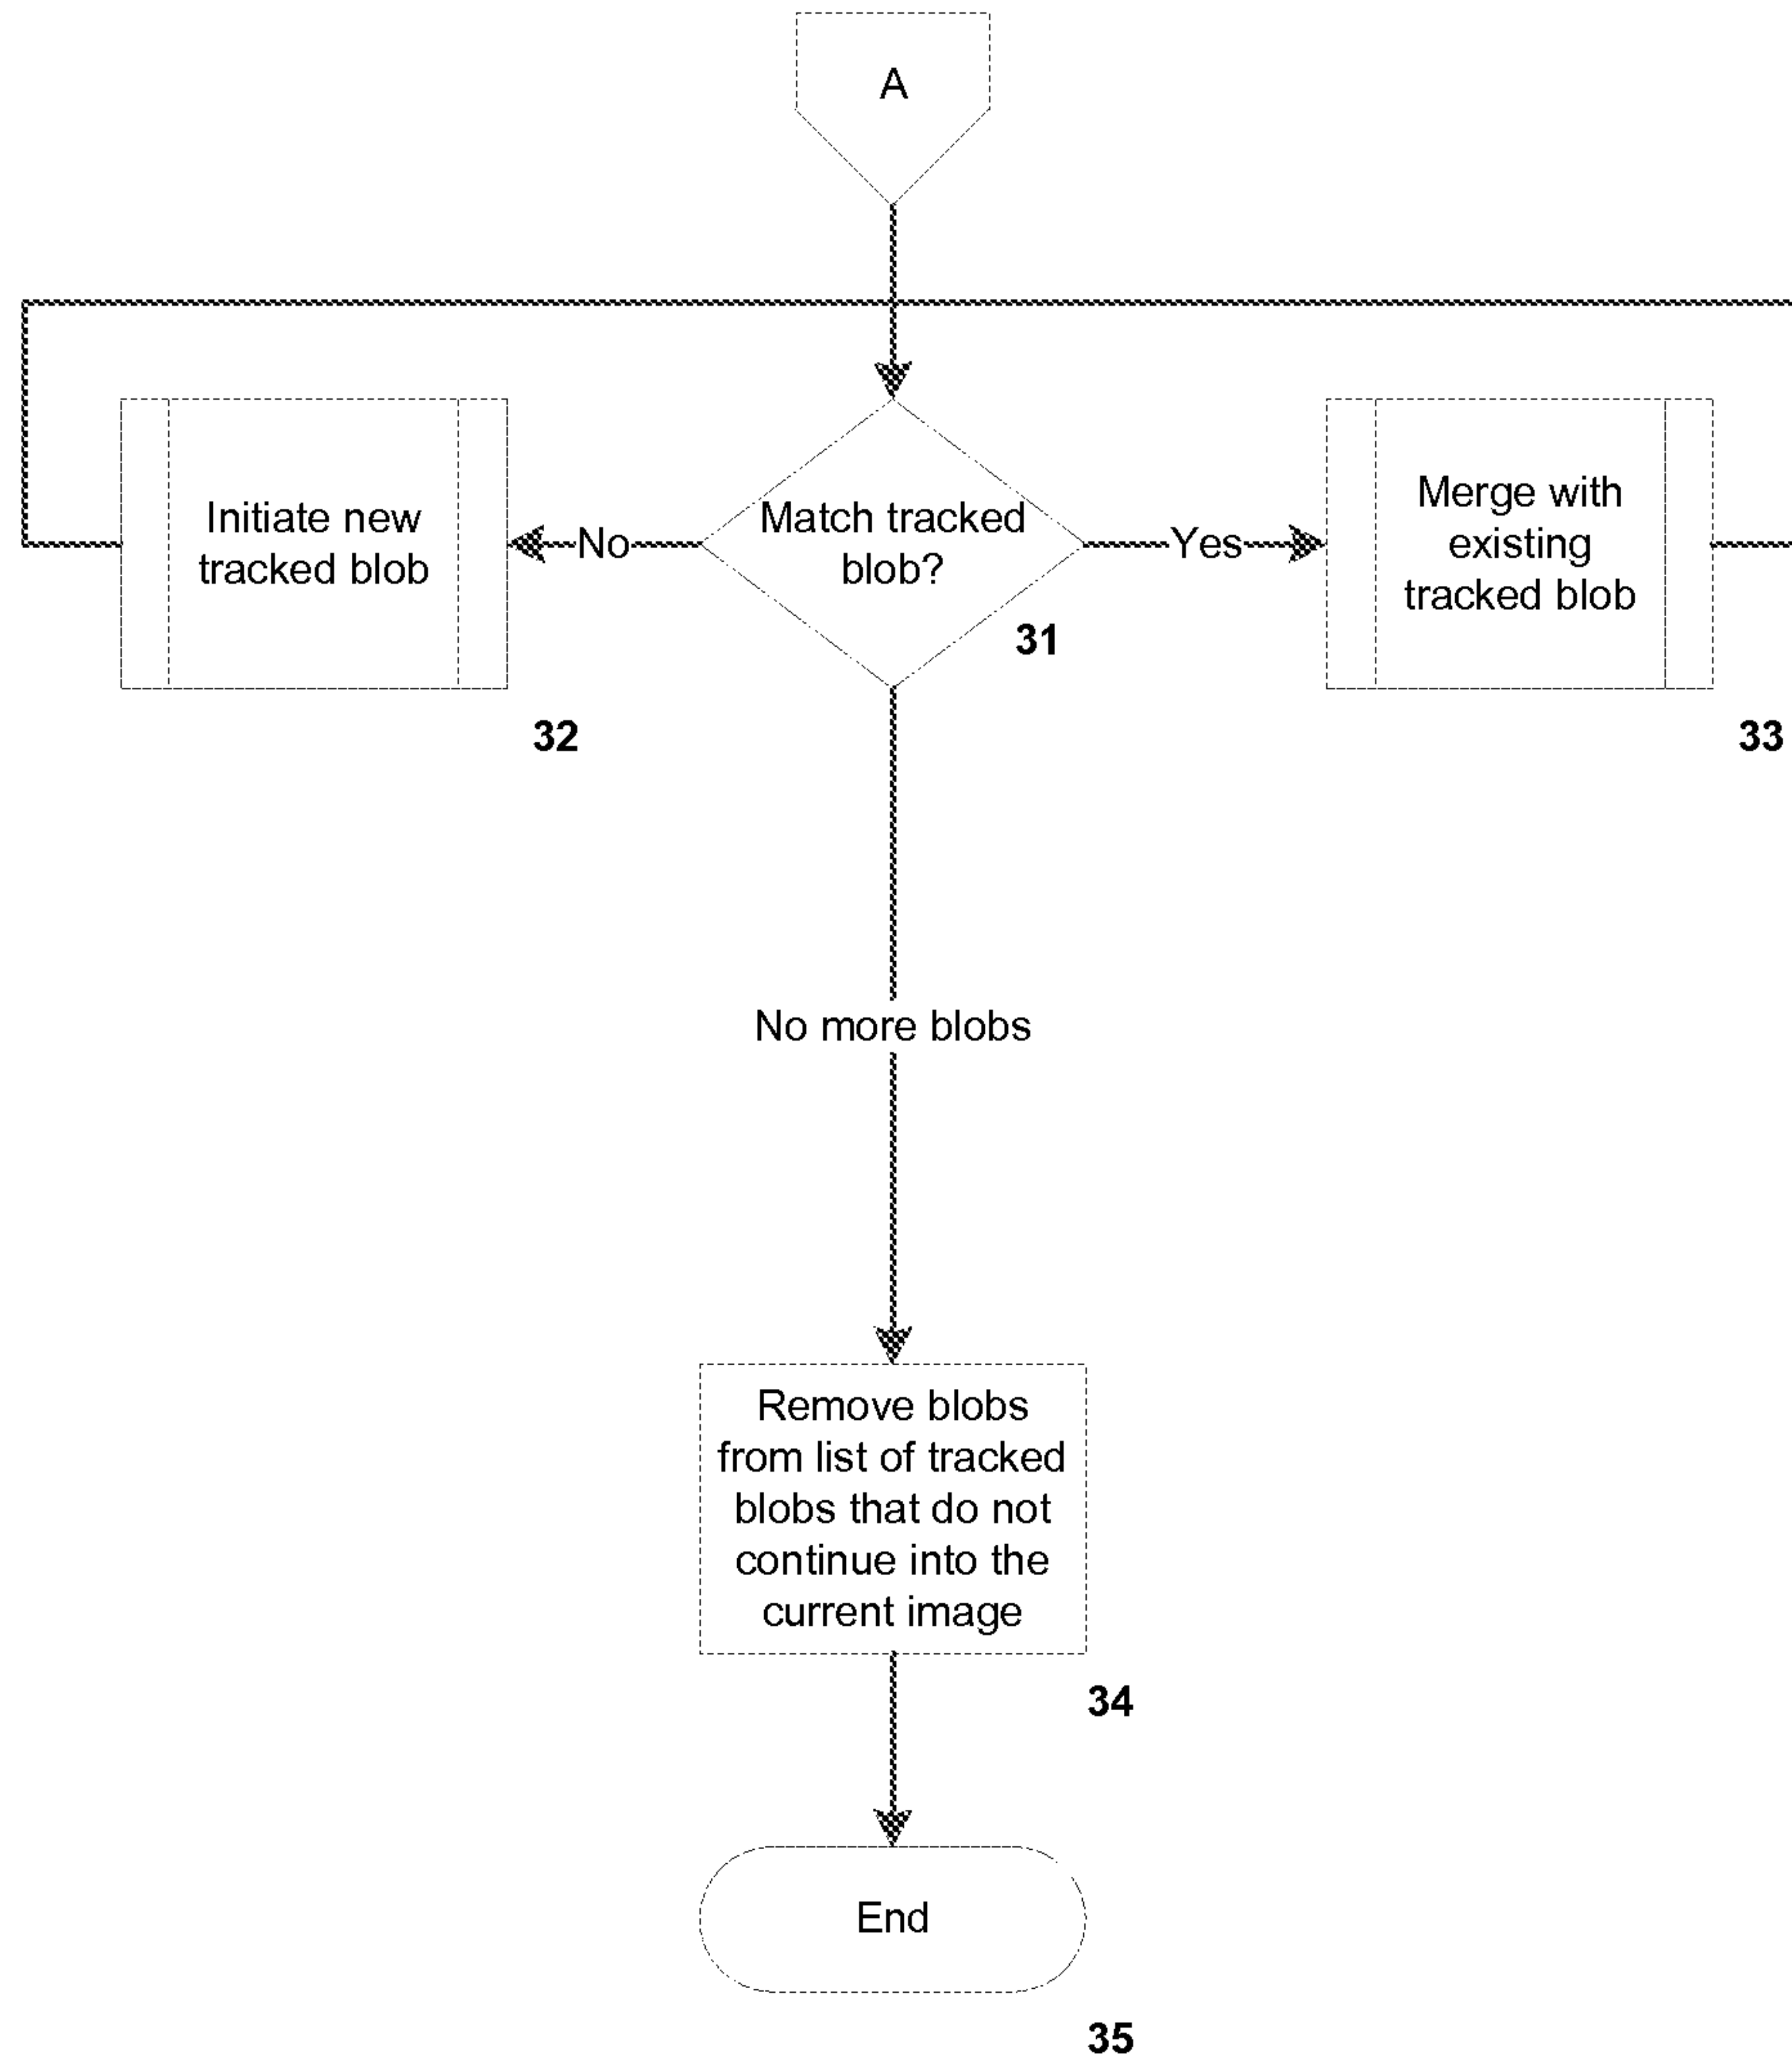 A
Initiate new
tracked blob
No
Match tracked
blob?
Yes
Merge with
existing
tracked blob
31
32
33
No more blobs
Remove blobs
from list of tracked
blobs that do not
continue into the
current image
34
End
35